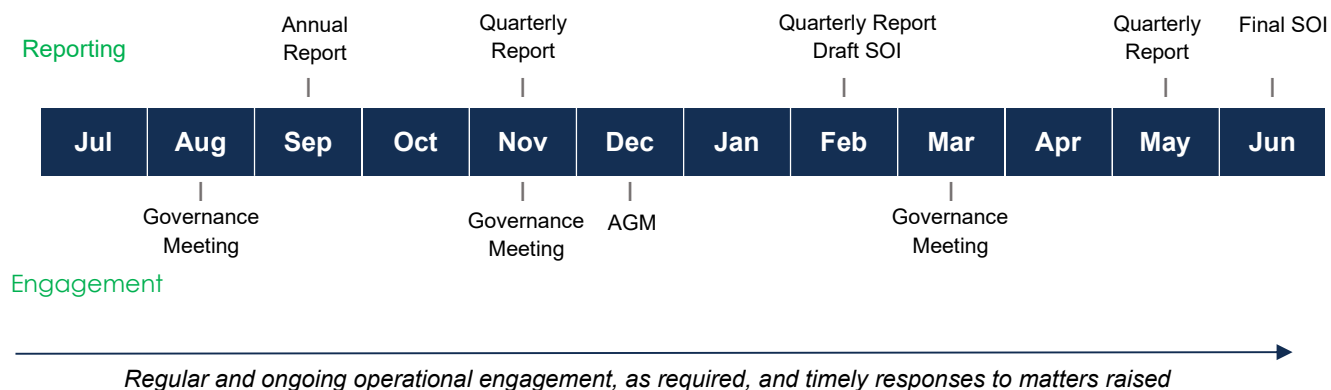 Reporting
Annual
Report
Quarterly
Report
Quarterly Report
Draft SOI
Quarterly
Report
Final SOI
Jul Aug Sep Oct Nov Dec Jan Feb Mar Apr May Jun
Governance
Meeting
Governance
Meeting
AGM
Governance
Meeting
Engagement
Regular and ongoing operational engagement, as required, and timely responses to matters raised